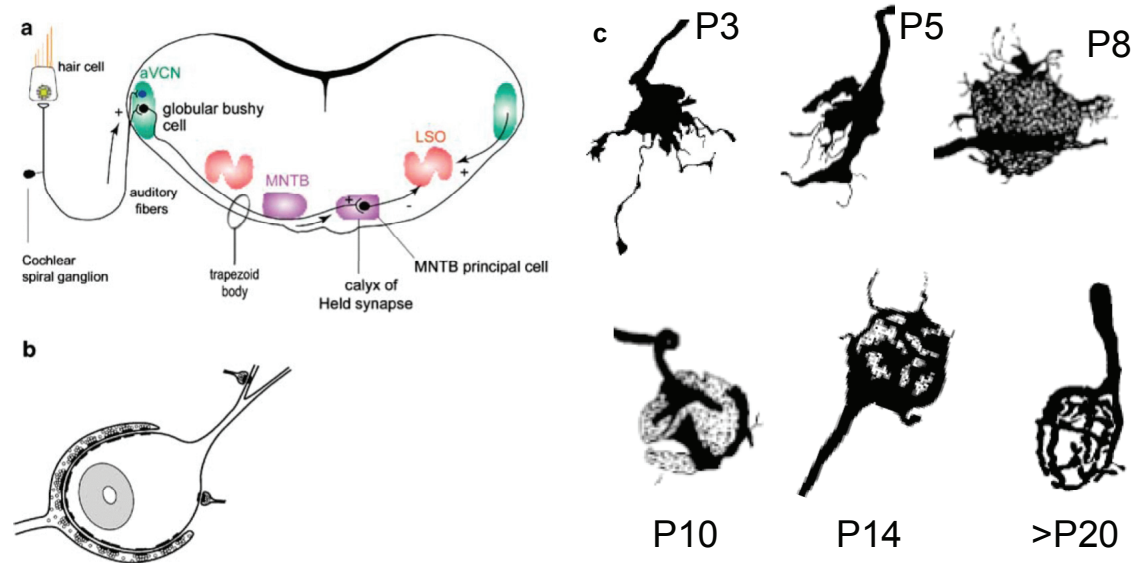 a
hair cell
aVCN
+
globular bushy
cell
LSO
+
MNTB
+
-
auditory
fibers
Cochlear
spiral ganglion
trapezoid
body
MNTB principal cell
calyx of
Held synapse
b
c
P3
P5
P8
P10
P14
>P20